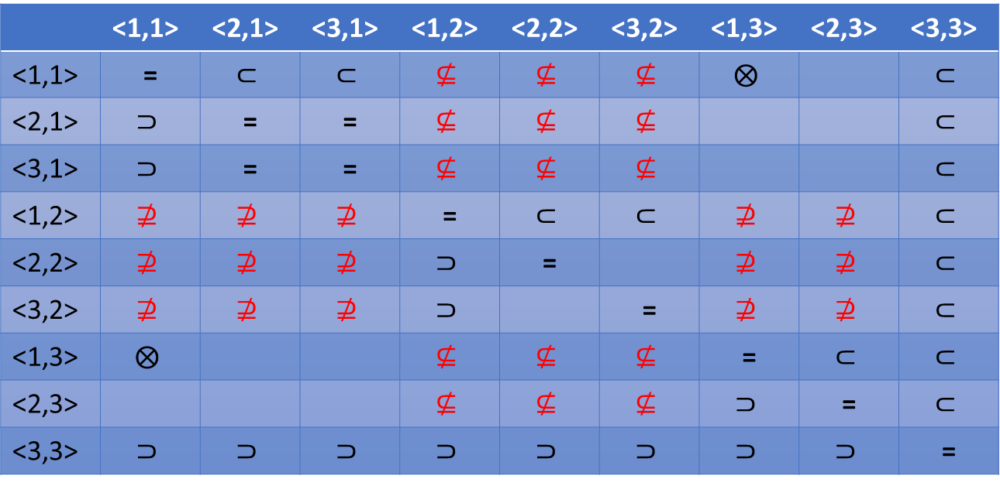 <1,1> <2,1> <3,1> <1,2> <2,2> <3,2> <1,3> <2,3> <3,3>
<1,1> = ⊂ ⊂ ⊈ ⊈ ⊈ ⊗ ⊂
<2,1> ⊃ = = ⊈ ⊈ ⊈ ⊂
<3,1> ⊃ = = ⊈ ⊈ ⊈ ⊂
<1,2> ⊉ ⊉ ⊉ = ⊂ ⊂ ⊉ ⊉ ⊂
<2,2> ⊉ ⊉ ⊉ ⊃ = ⊉ ⊉ ⊂
<3,2> ⊉ ⊉ ⊉ ⊃ = ⊉ ⊉ ⊂
<1,3> ⊗ ⊈ ⊈ ⊈ = ⊂ ⊂
<2,3> ⊈ ⊈ ⊈ ⊃ = ⊂
<3,3> ⊃ ⊃ ⊃ ⊃ ⊃ ⊃ ⊃ ⊃ =